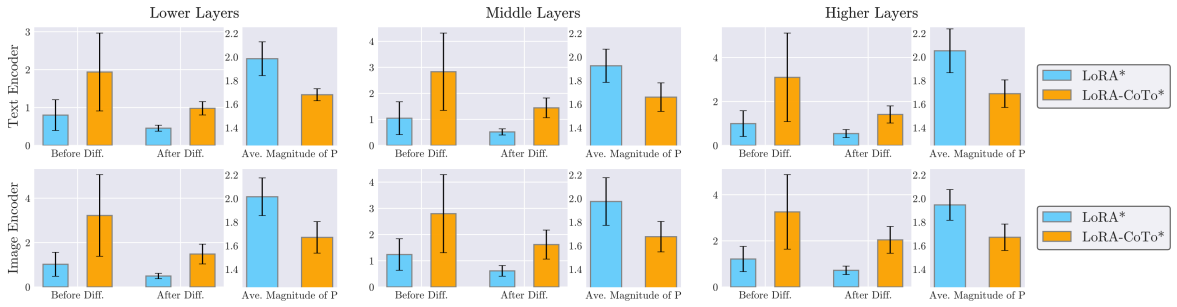 Lower Layers
Middle Layers
Higher Layers
Text Encoder
3
2
1
0
2.2
2.0
1.8
1.6
1.4
Before Diff.
After Diff.
Ave. Magnitude of P
4
3
2
1
0
2.2
2.0
1.8
1.6
1.4
Before Diff.
After Diff.
Ave. Magnitude of P
4
2
0
2.2
2.0
1.8
1.6
1.4
Before Diff.
After Diff.
Ave. Magnitude of P
LoRA*
LoRA-CoTo*
Image Encoder
4
2
0
2.2
2.0
1.8
1.6
1.4
Before Diff.
After Diff.
Ave. Magnitude of P
4
3
2
1
0
2.2
2.0
1.8
1.6
1.4
Before Diff.
After Diff.
Ave. Magnitude of P
4
2
0
2.2
2.0
1.8
1.6
1.4
Before Diff.
After Diff.
Ave. Magnitude of P
LoRA*
LoRA-CoTo*